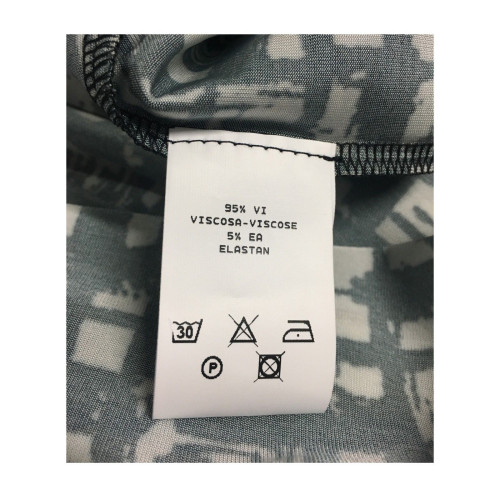 95% VI
VISCOSA-VISCOSE
5% EA
ELASTAN
30
P